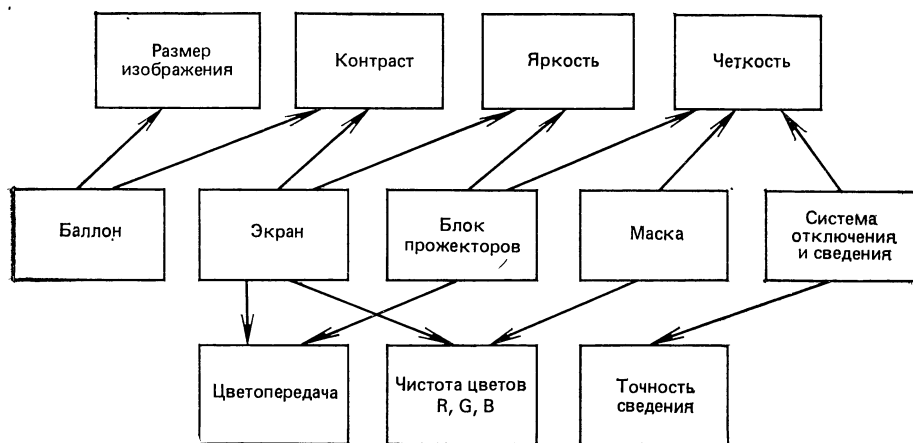 Размер
изображения
Контраст
Яркость
Четкость
Баллон
Экран
Блок
прожекторов
Маска
Система
отключения
и сведения
Цветопередача
Чистота цветов
R, G, B
Точность
сведения